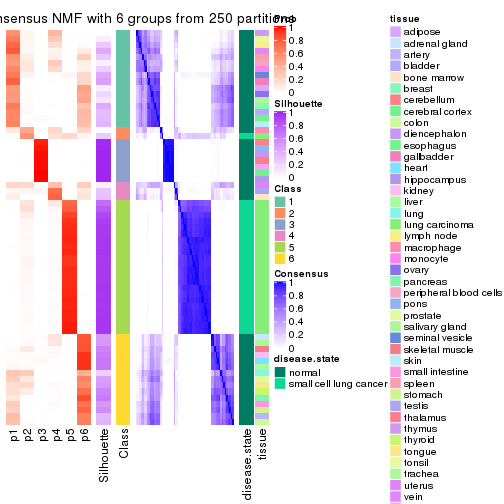 nsensus NMF with 6 groups from 250 partitions
Prop
1
0.8
0.6
0.4
0.2
0
Silhouette
1
0.8
0.6
0.4
0.2
0
Class
1
2
3
4
5
6
Consensus
1
0.8
0.6
0.4
0.2
0
disease.state
normal
small cell lung cancer
tissue
adipose
adrenal gland
artery
bladder
bone marrow
breast
cerebellum
cerebral cortex
colon
diencephalon
esophagus
gallbadder
heart
hippocampus
kidney
liver
lung
lung carcinoma
lymph node
macrophage
monocyte
ovary
pancreas
peripheral blood cells
pons
prostate
salivary gland
seminal vesicle
skeletal muscle
skin
small intestine
spleen
stomach
testis
thalamus
thymus
thyroid
tongue
tonsil
trachea
uterus
vein
p1
p2
p3
p4
p5
p6
Silhouette
Class
disease.state
tissue